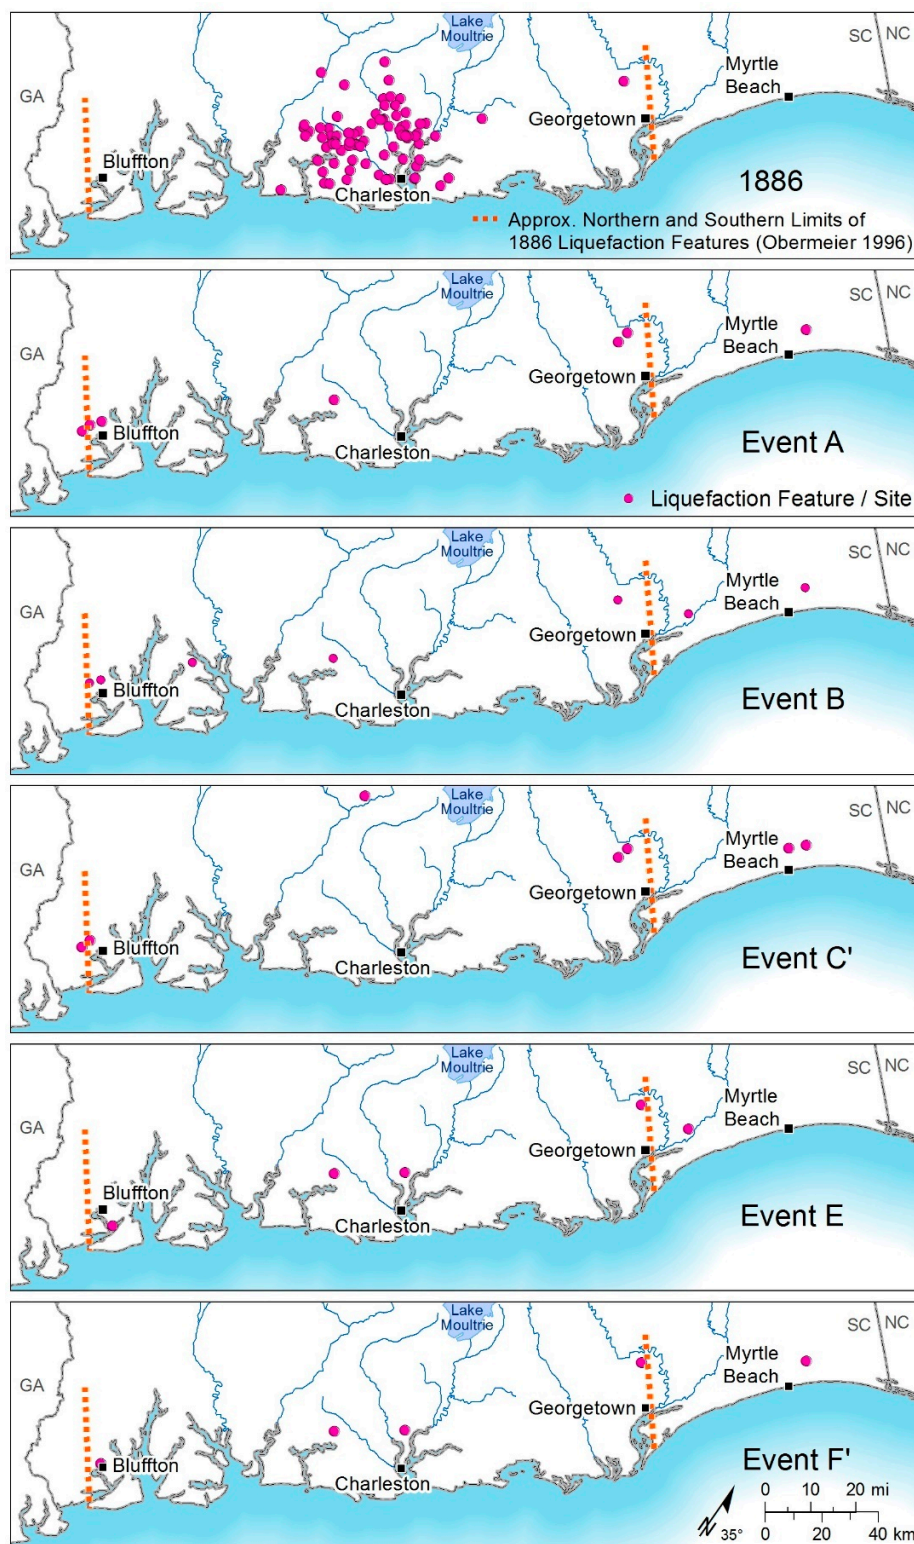 Lake
Moultrie
SC
NC
GA
Myrtle
Beach
Georgetown
Bluffton
Charleston
1886
Approx. Northern and Southern Limits of
1886 Liquefaction Features (Obermeier 1996)
Lake
Moultrie
SC
NC
GA
Myrtle
Beach
Georgetown
Bluffton
Charleston
Event A
Liquefaction Feature / Site
Lake
Moultrie
SC
NC
GA
Myrtle
Beach
Georgetown
Bluffton
Charleston
Event B
Lake
Moultrie
SC
NC
GA
Myrtle
Beach
Georgetown
Bluffton
Charleston
Event C'
Lake
Moultrie
SC
NC
GA
Myrtle
Beach
Georgetown
Bluffton
Charleston
Event E
Lake
Moultrie
SC
NC
GA
Myrtle
Beach
Georgetown
Bluffton
Charleston
Event F'
N 35°
0 10 20 mi
0 20 40 km